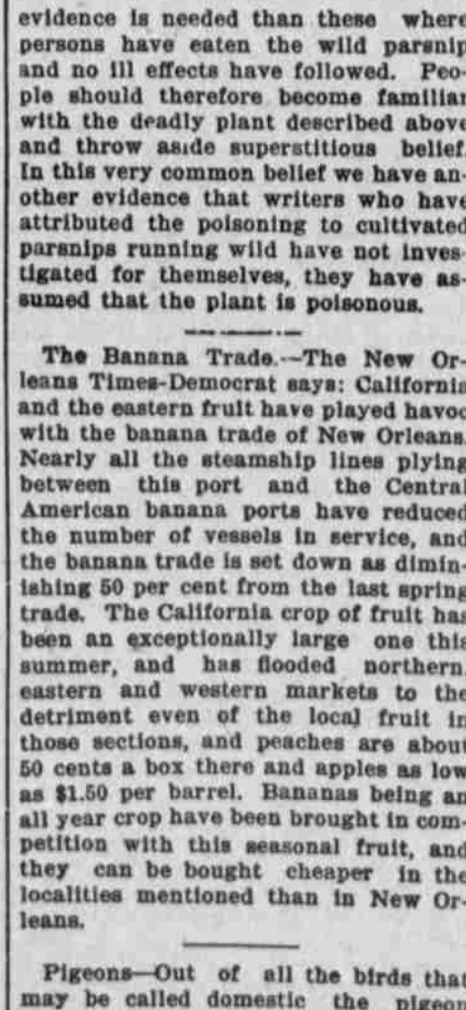 evidence is needed than these where
persons have eaten the wild parsnip
and no ill effects have followed. Peo-
ple should therefore become familiar
with the deadly plant described above
and throw aside superstitious belief.
In this very common belief we have an-
other evidence that writers who have
attributed the poisoning to cultivated
parsnips running wild have not inves-
tigated for themselves, they have as-
sumed that the plant is poisonous.
The Banana Trade.--The New Or-
leans Times-Democrat says: California
and the eastern fruit have played havoc
with the banana trade of New Orleans.
Nearly all the steamship lines plying
between this port and the Central
American banana ports have reduced
the number of vessels in service, and
the banana trade is set down as dimin-
ishing 50 per cent from the last spring
trade. The California crop of fruit has
been an exceptionally large one this
summer, and has flooded northern,
eastern and western markets to the
detriment even of the local fruit in
those sections, and peaches are about
50 cents a box there and apples as low
as $1.50 per barrel. Bananas being an
all year crop have been brought in com-
petition with this seasonal fruit, and
they can be bought cheaper in the
localities mentioned than in New Or-
leans.
Pigeons—Out of all the birds that
may be called domestic the pigeon